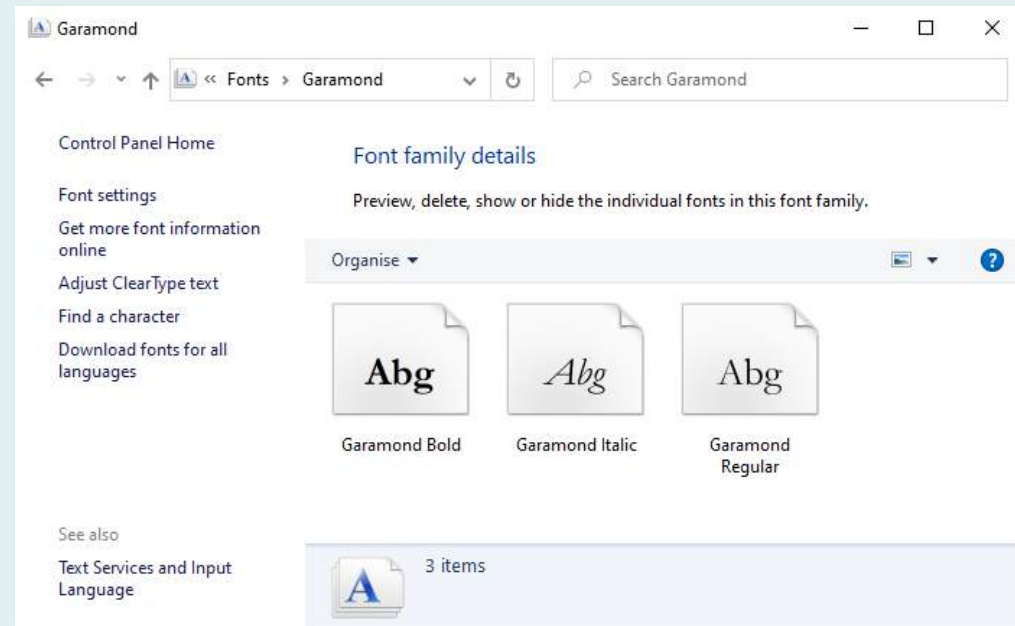 Garamond
« Fonts > Garamond
Search Garamond
Control Panel Home
Font settings
Get more font information
online
Adjust ClearType text
Find a character
Download fonts for all
languages
See also
Text Services and Input
Language
Font family details
Preview, delete, show or hide the individual fonts in this font family.
Organise
?
Abg
Abg
Abg
Garamond Bold
Garamond Italic
Garamond
Regular
A
3 items